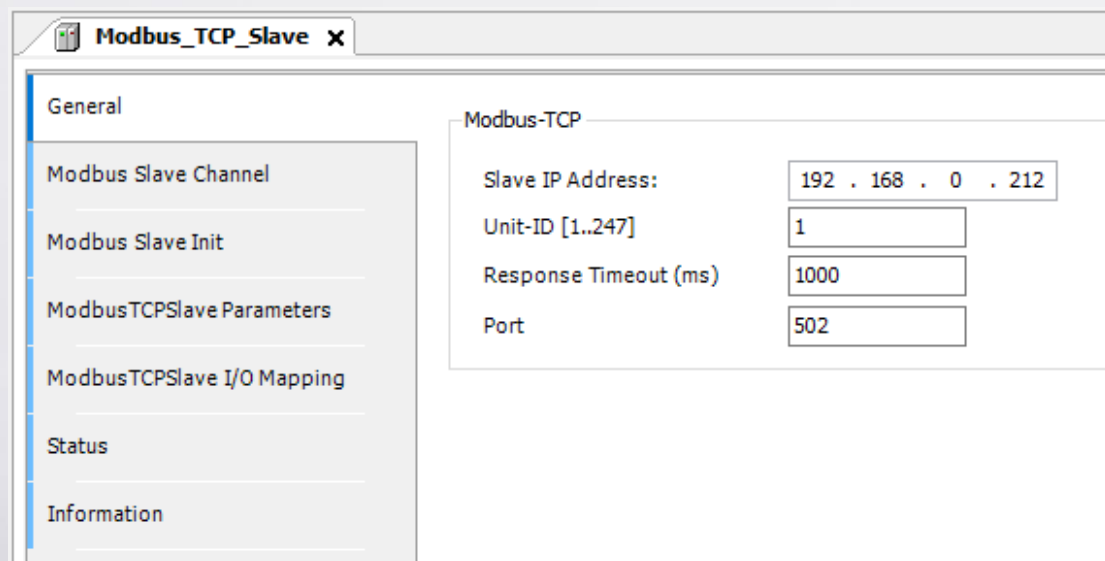 Modbus_TCP_Slave x
General
Modbus Slave Channel
Modbus Slave Init
ModbusTCPSlave Parameters
ModbusTCPSlave I/O Mapping
Status
Information
Modbus-TCP
Slave IP Address: 192 . 168 . 0 . 212
Unit-ID [1..247] 1
Response Timeout (ms) 1000
Port 502